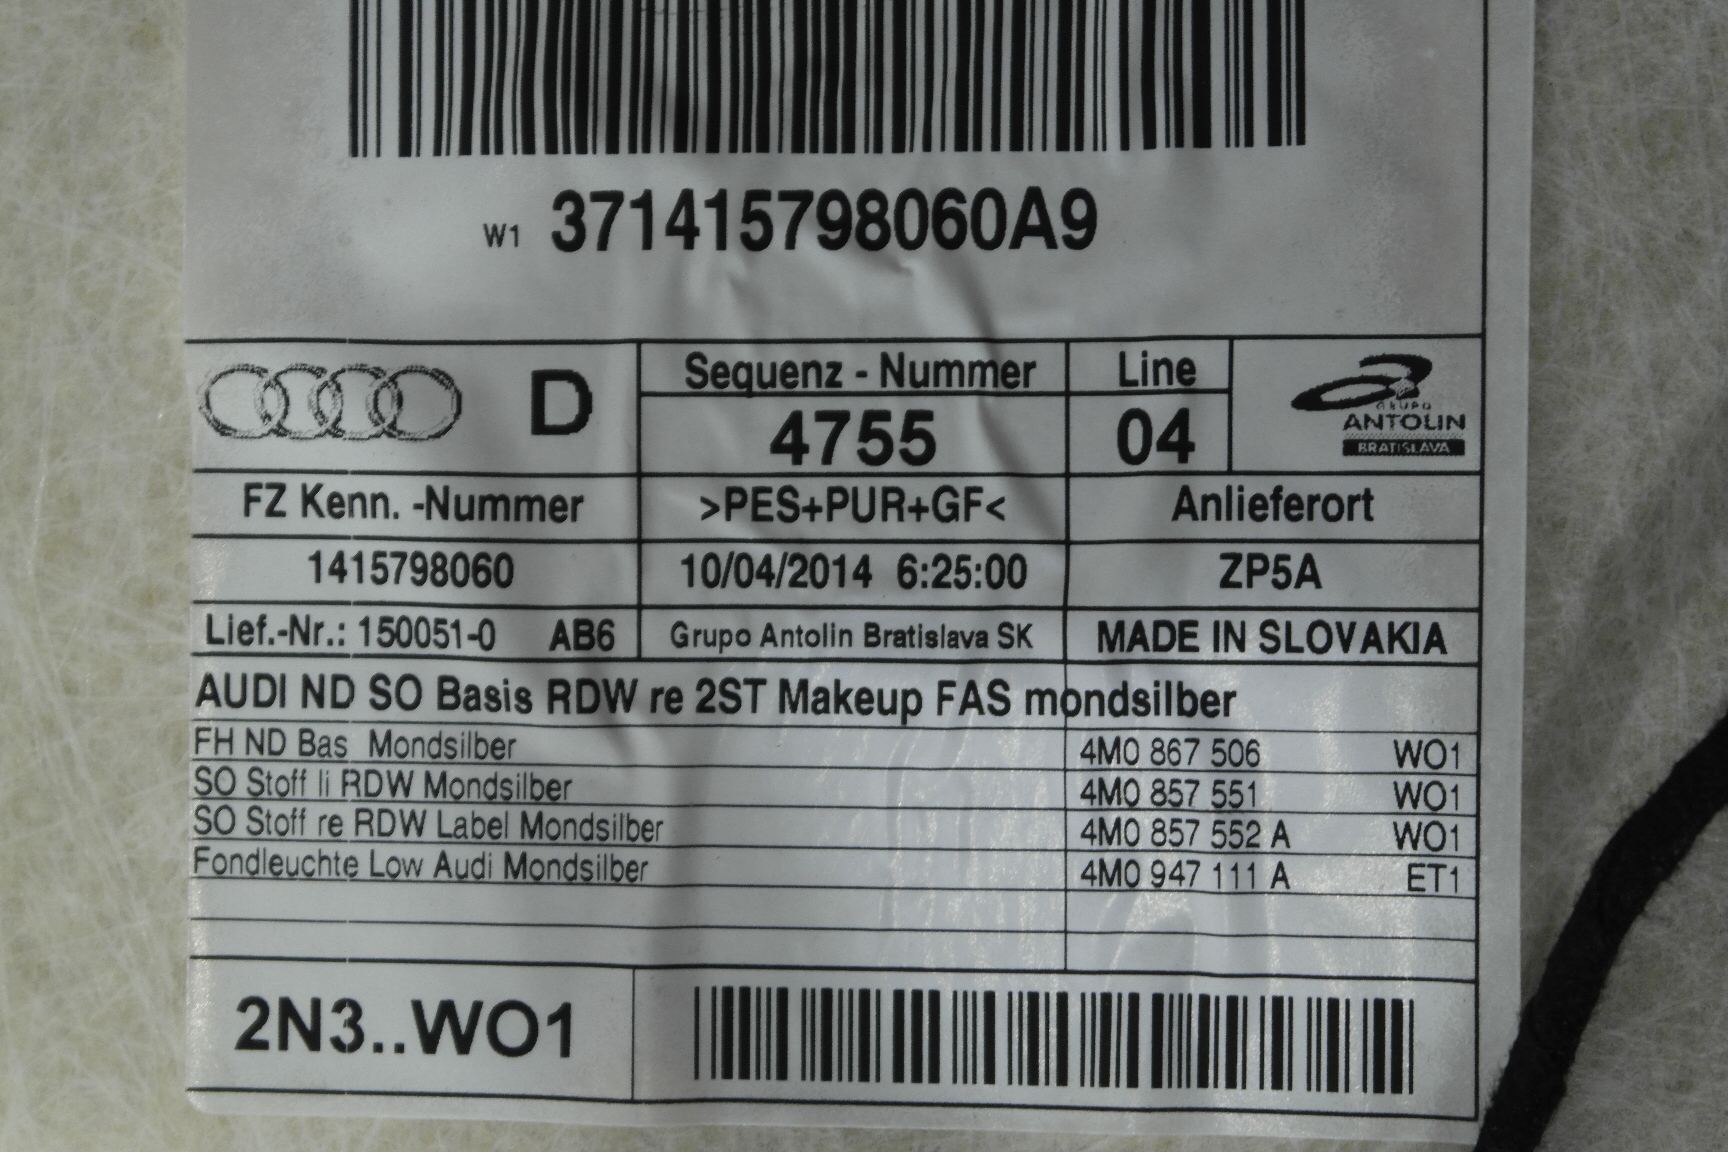 W1 371415798060A9
D
Sequenz - Nummer
Line
4755
04
GRUPO
ANTOLIN
BRATISLAVA
FZ Kenn. -Nummer
>PES+PUR+GF<
Anlieferort
1415798060
10/04/2014 6:25:00
ZP5A
Lief.-Nr.: 150051-0 AB6
Grupo Antolin Bratislava SK
MADE IN SLOVAKIA
AUDI ND SO Basis RDW re 2ST Makeup FAS mondsilber
FH ND Bas Mondsilber 4M0 867 506 WO1
SO Stoff li RDW Mondsilber 4M0 857 551 WO1
SO Stoff re RDW Label Mondsilber 4M0 857 552 A WO1
Fondleuchte Low Audi Mondsilber 4M0 947 111 A ET1
2N3..WO1